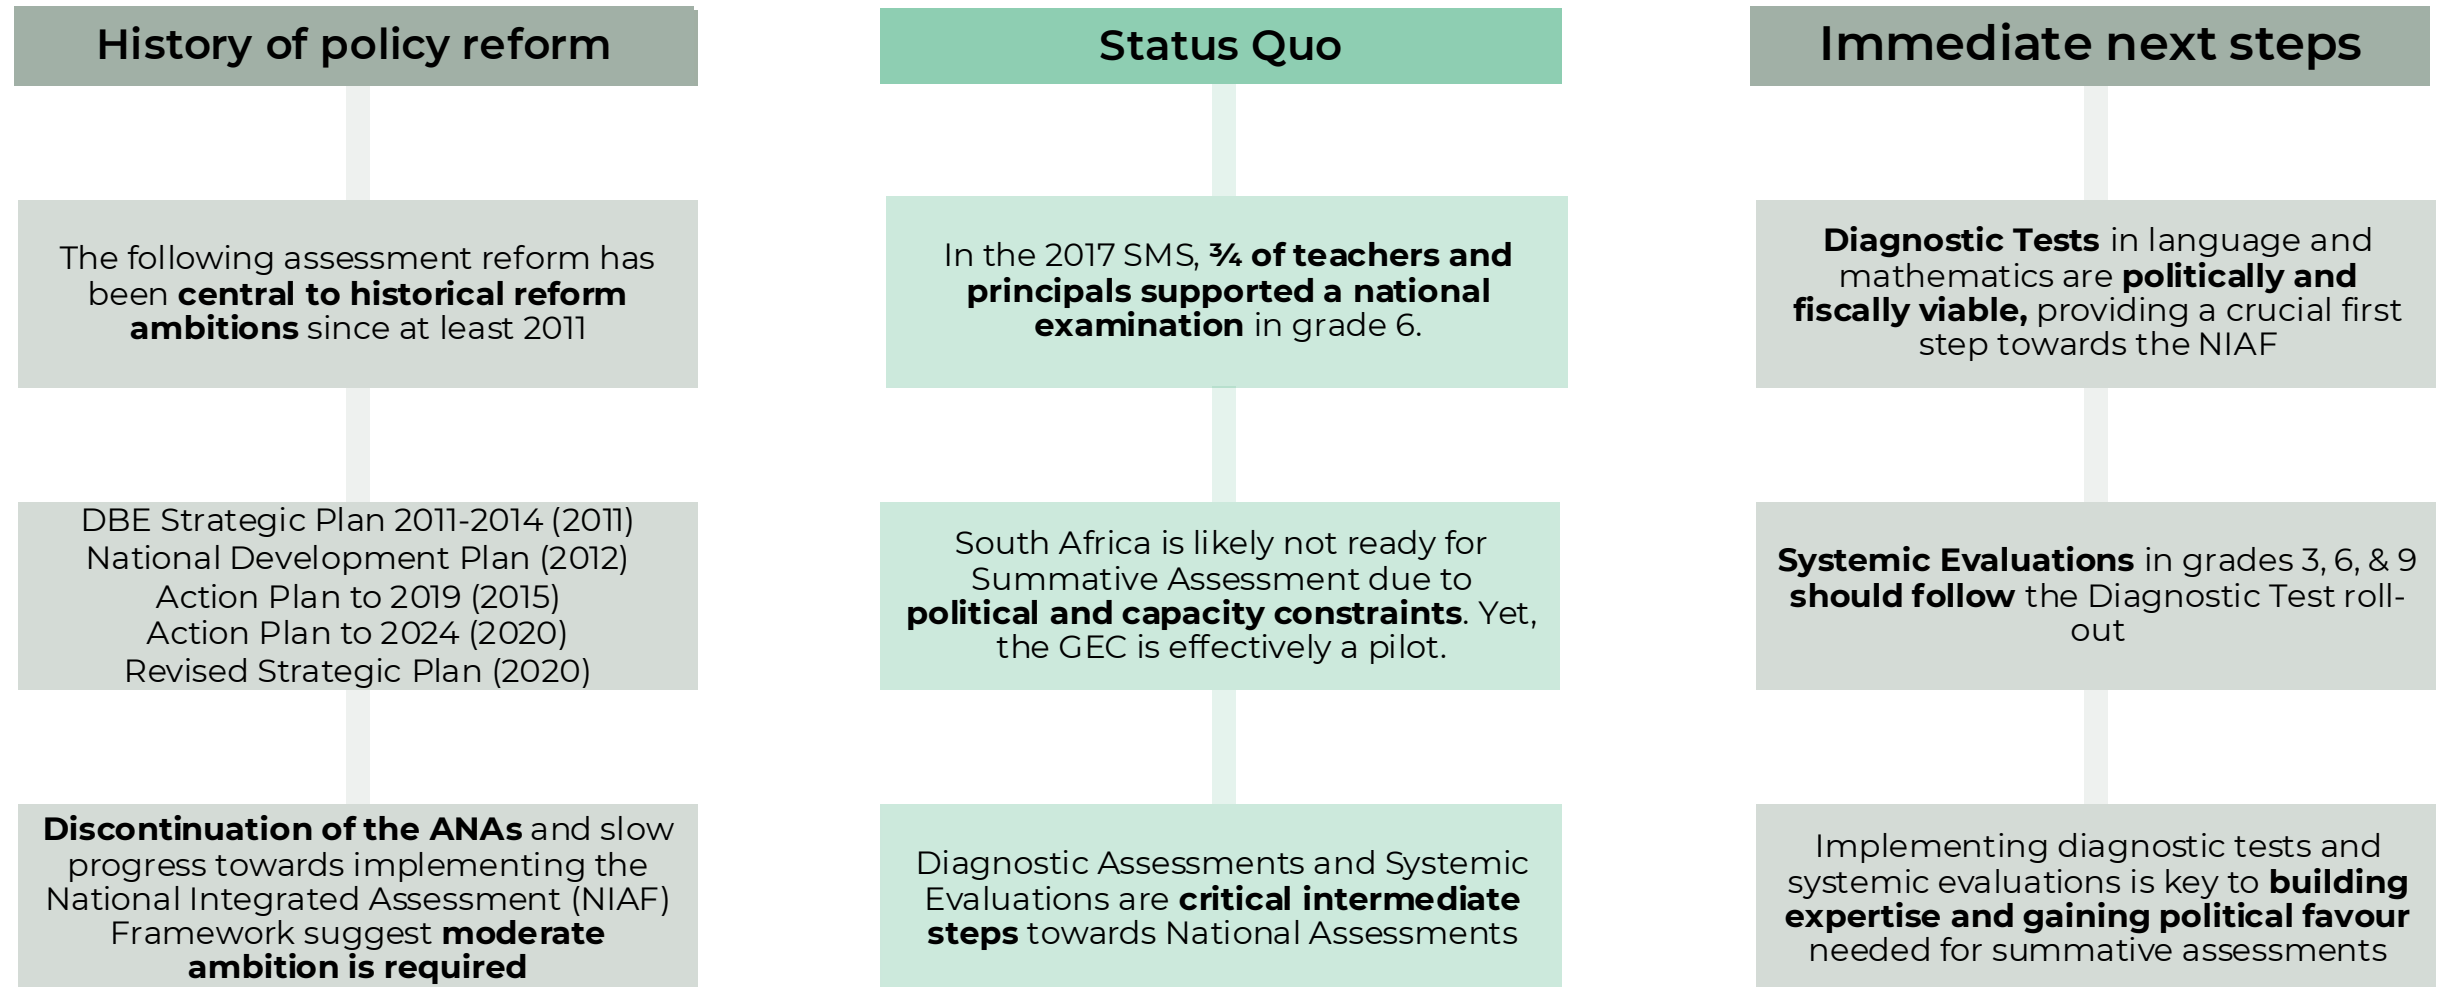 History of policy reform
The following assessment reform has
been central to historical reform
ambitions since at least 2011
DBE Strategic Plan 2011-2014 (2011)
National Development Plan (2012)
Action Plan to 2019 (2015)
Action Plan to 2024 (2020)
Revised Strategic Plan (2020)
Discontinuation of the ANAs and slow
progress towards implementing the
National Integrated Assessment (NIAF)
Framework suggest moderate
ambition is required
Status Quo
In the 2017 SMS, ¾ of teachers and
principals supported a national
examination in grade 6.
South Africa is likely not ready for
Summative Assessment due to
political and capacity constraints. Yet,
the GEC is effectively a pilot.
Diagnostic Assessments and Systemic
Evaluations are critical intermediate
steps towards National Assessments
Immediate next steps
Diagnostic Tests in language and
mathematics are politically and
fiscally viable, providing a crucial first
step towards the NIAF
Systemic Evaluations in grades 3, 6, & 9
should follow the Diagnostic Test roll-
out
Implementing diagnostic tests and
systemic evaluations is key to building
expertise and gaining political favour
needed for summative assessments